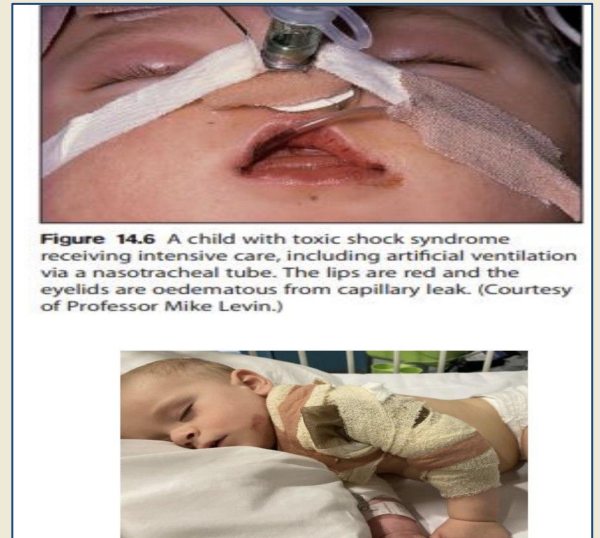 Figure 14.6 A child with toxic shock syndrome
receiving intensive care, including artificial ventilation
via a nasotracheal tube. The lips are red and the
eyelids are oedematous from capillary leak. (Courtesy
of Professor Mike Levin.)